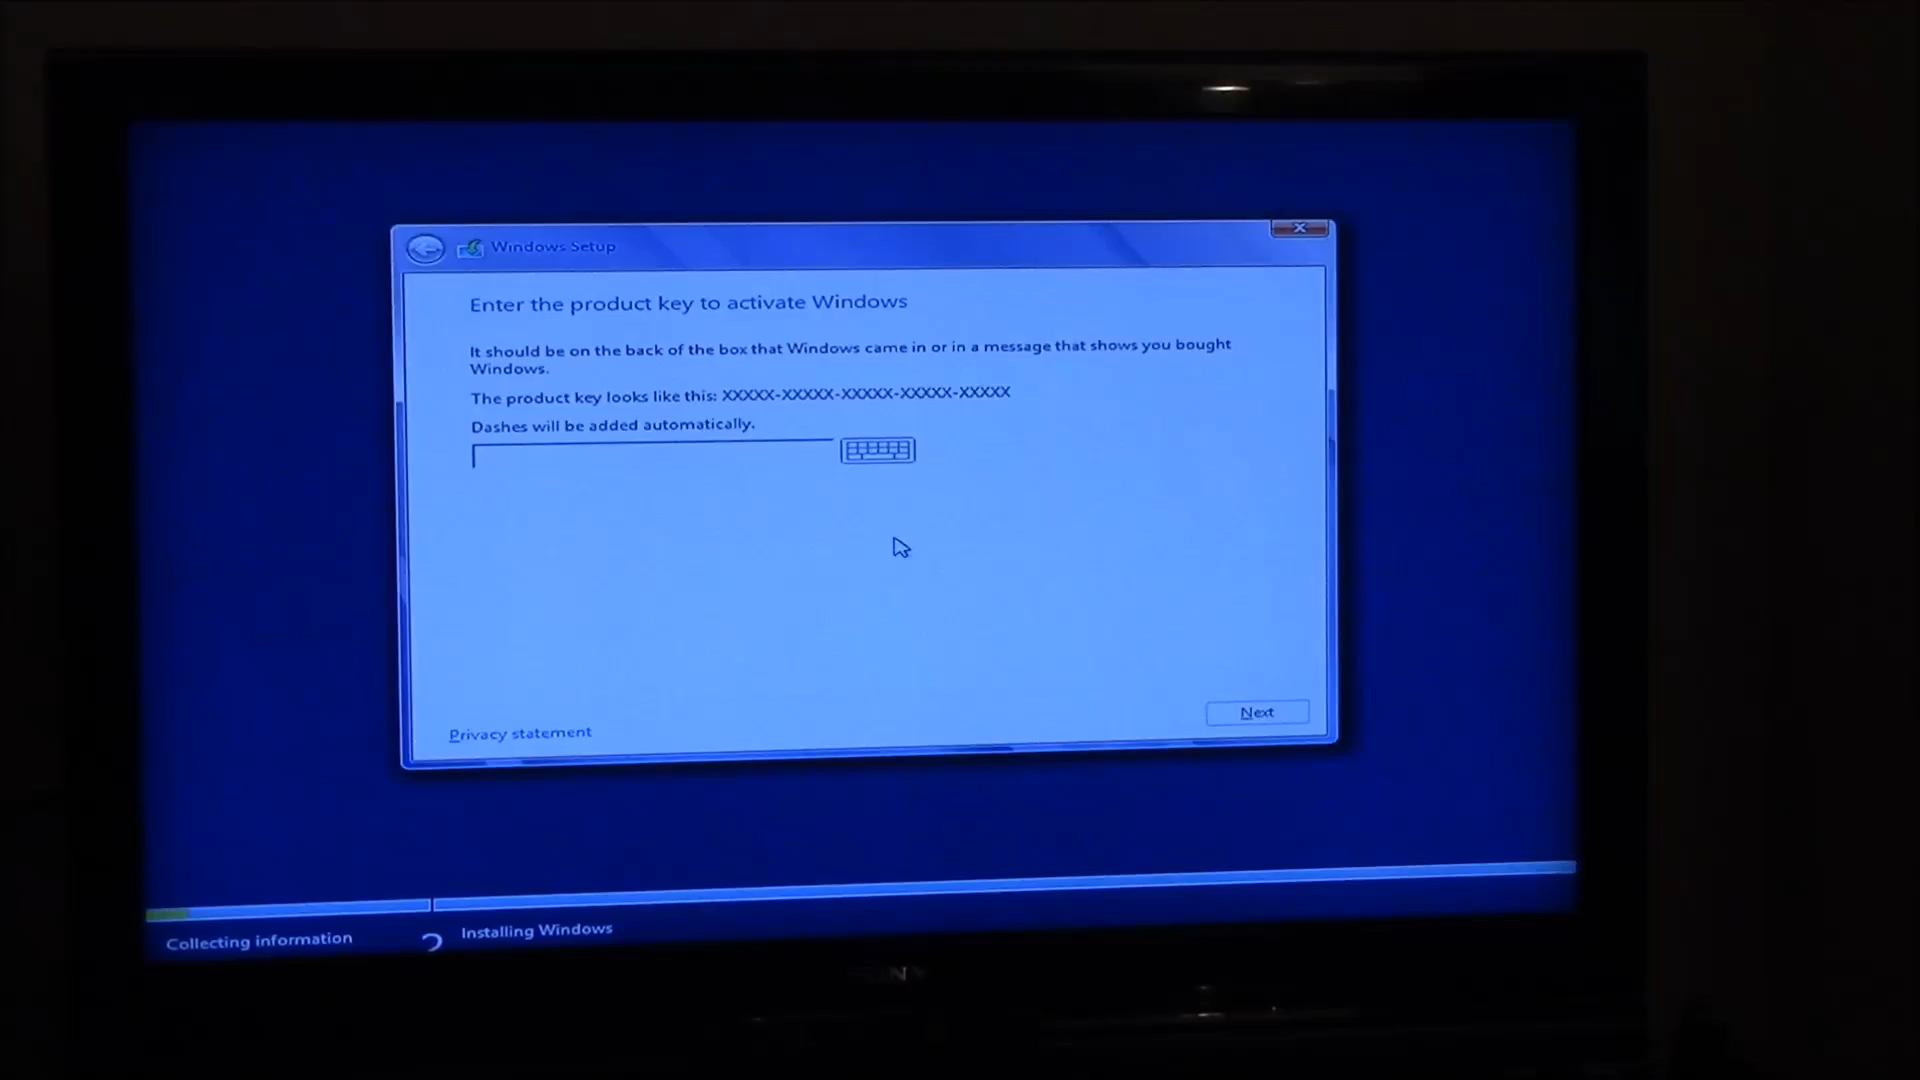 Windows Setup
Enter the product key to activate Windows
It should be on the back of the box that Windows came in or in a message that shows you bought
Windows.
The product key looks like this: XXXXX-XXXXX-XXXXX-XXXXX-XXXXX
Dashes will be added automatically.
Next
Privacy statement
Collecting information
2 Installing Windows